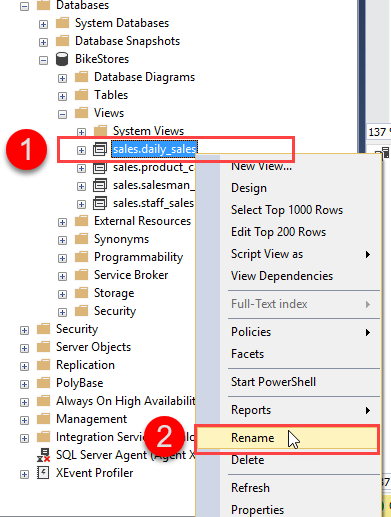 Databases
System Databases
Database Snapshots
BikeStores
Database Diagrams
Tables
Views
System Views
1
sales.daily_sales
sales.product_c
sales.salesman_
sales.staff_sales
External Resources
Synonyms
Programmability
Service Broker
Storage
Security
Security
Server Objects
Replication
PolyBase
Always On High Availabilit
Management
Integration Servi
SQL Server Agent (Agent X
XEvent Profiler
137 %
New View...
Design
Select Top 1000 Rows
Edit Top 200 Rows
Script View as
View Dependencies
Full-Text index
Policies
Facets
Start PowerShell
Reports
2
Rename
Delete
Refresh
Properties